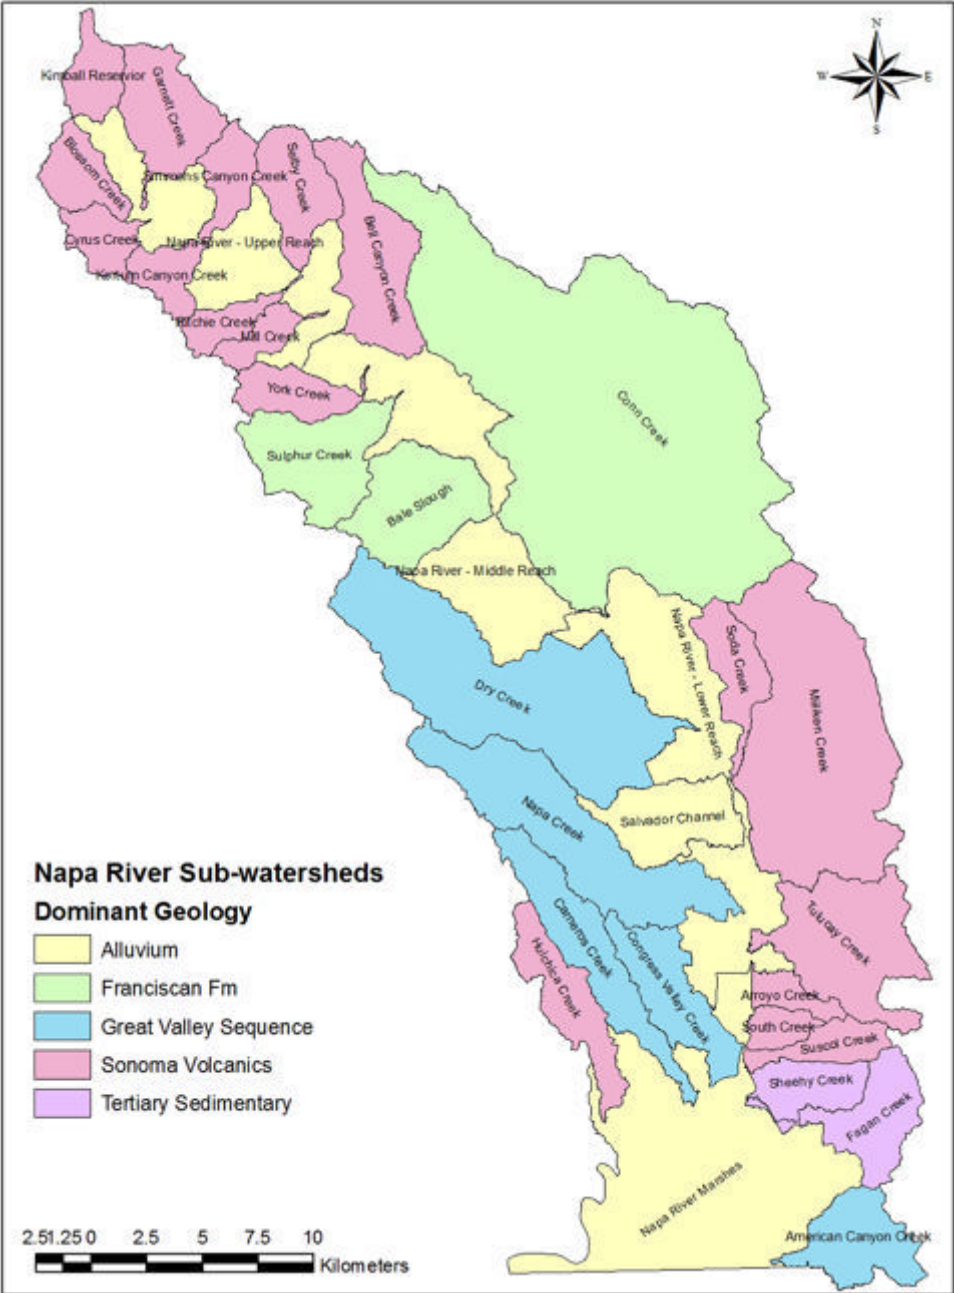 N
W E
S
Kimball Reservior
Garnett Creek
Blossom Creek
Simmons Canyon Creek
Selby Creek
Cyrus Creek
Napa River - Upper Reach
Bell Canyon Creek
Canyon Creek
Ritchie Creek
Mill Creek
York Creek
Conn Creek
Sulphur Creek
Bale Slough
Napa River - Middle Reach
Napa River - Lower Reach
Soda Creek
Dry Creek
Milliken Creek
Napa Creek
Salvador Channel
Napa River Sub-watersheds
Dominant Geology
Alluvium
Franciscan Fm
Great Valley Sequence
Sonoma Volcanics
Tertiary Sedimentary
Carneros Creek
Congress Valley Creek
Huichica Creek
Tulucay Creek
Arroyo Creek
South Creek
Suscol Creek
Sheehy Creek
Fagan Creek
Napa River Marshes
American Canyon Creek
2.5 1.25 0 2.5 5 7.5 10
Kilometers